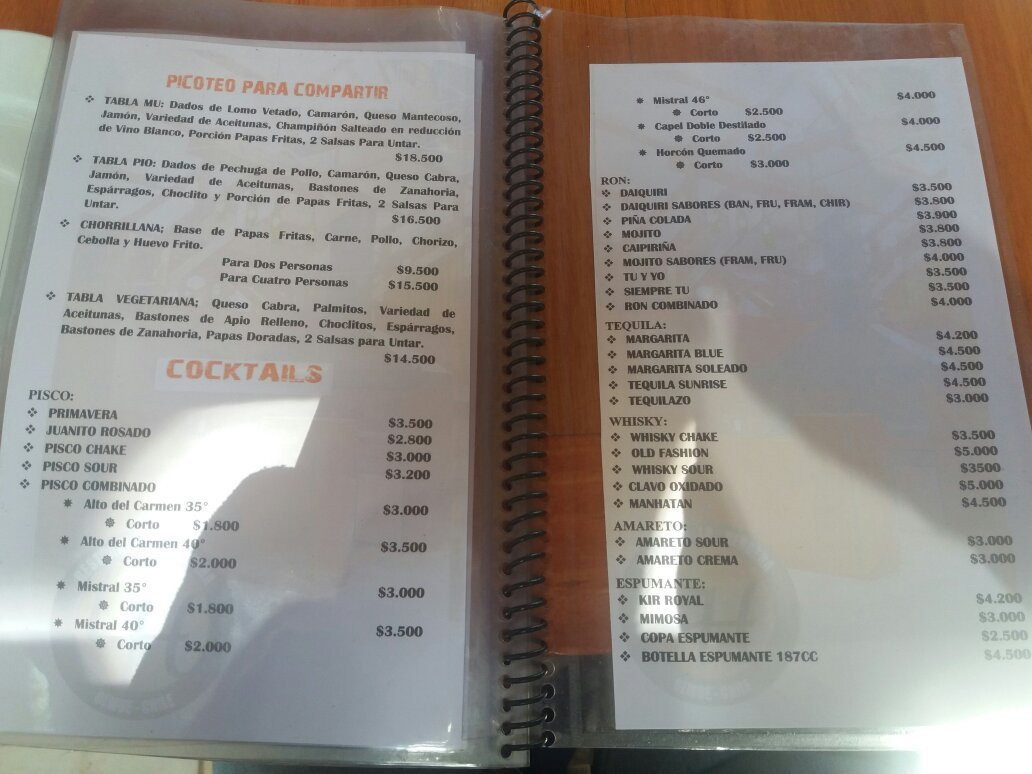 PICOTEO PARA COMPARTIR
❖ TABLA MU: Dados de Lomo Vetado, Camarón, Queso Mantecoso,
Jamón, Variedad de Aceitunas, Champiñón Salteado en reducción
de Vino Blanco, Porción Papas Fritas, 2 Salsas Para Untar.
$18.500
❖ TABLA PIO: Dados de Pechuga de Pollo, Camarón, Queso Cabra,
Jamón, Variedad de Aceitunas, Bastones de Zanahoria,
Espárragos, Choclito y Porción de Papas Fritas, 2 Salsas Para
Untar.
$16.500
❖ CHORRILLANA; Base de Papas Fritas, Carne, Pollo, Chorizo,
Cebolla y Huevo Frito.
Para Dos Personas $9.500
Para Cuatro Personas $15.500
❖ TABLA VEGETARIANA; Queso Cabra, Palmitos, Variedad de
Aceitunas, Bastones de Apio Relleno, Choclitos, Espárragos,
Bastones de Zanahoria, Papas Doradas, 2 Salsas para Untar.
$14.500
COCKTAILS
PISCO:
❖ PRIMAVERA $3.500
❖ JUANITO ROSADO $2.800
❖ PISCO CHAKE $3.000
❖ PISCO SOUR $3.200
❖ PISCO COMBINADO
Alto del Carmen 35° $3.000
Corto $1.800
Alto del Carmen 40° $3.500
Corto $2.000
Mistral 35° $3.000
Corto $1.800
Mistral 40° $3.500
Corto $2.000
Mistral 46° $4.000
Corto $2.500
Capel Doble Destilado $4.000
Corto $2.500
Horcón Quemado $4.500
Corto $3.000
RON:
❖ DAIQUIRI $3.500
❖ DAIQUIRI SABORES (BAN, FRU, FRAM, CHIR) $3.800
❖ PIÑA COLADA $3.900
❖ MOJITO $3.800
❖ CAIPIRIÑA $3.800
❖ MOJITO SABORES (FRAM, FRU) $4.000
❖ TU Y YO $3.500
❖ SIEMPRE TU $3.500
❖ RON COMBINADO $4.000
TEQUILA:
❖ MARGARITA $4.200
❖ MARGARITA BLUE $4.500
❖ MARGARITA SOLEADO $4.500
❖ TEQUILA SUNRISE $4.500
❖ TEQUILAZO $3.000
WHISKY:
❖ WHISKY CHAKE $3.500
❖ OLD FASHION $5.000
❖ WHISKY SOUR $3500
❖ CLAVO OXIDADO $5.000
❖ MANHATAN $4.500
AMARETO:
❖ AMARETO SOUR $3.000
❖ AMARETO CREMA $3.000
ESPUMANTE:
❖ KIR ROYAL $4.200
❖ MIMOSA $3.000
❖ COPA ESPUMANTE $2.500
❖ BOTELLA ESPUMANTE 187CC $4.500